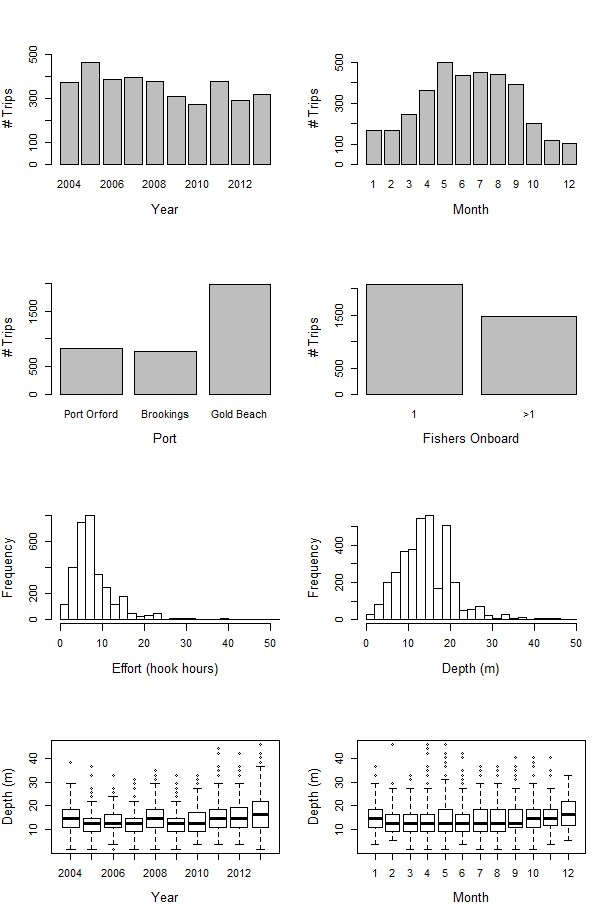 # Trips
100 300 500
2004 2006 2008 2010 2012
Year
# Trips
0 100 300 500
1 2 3 4 5 6 7 8 9 10 12
Month
# Trips
0 500 1500
Port Orford Brookings Gold Beach
Port
# Trips
0 500 1500
1 >1
Fishers Onboard
Frequency
0 200 600
0 10 20 30 40 50
Effort (hook hours)
Frequency
0 200 400
0 10 20 30 40 50
Depth (m)
Depth (m)
10 20 30 40
2004 2006 2008 2010 2012
Year
Depth (m)
10 20 30 40
1 2 3 4 5 6 7 8 9 10 12
Month